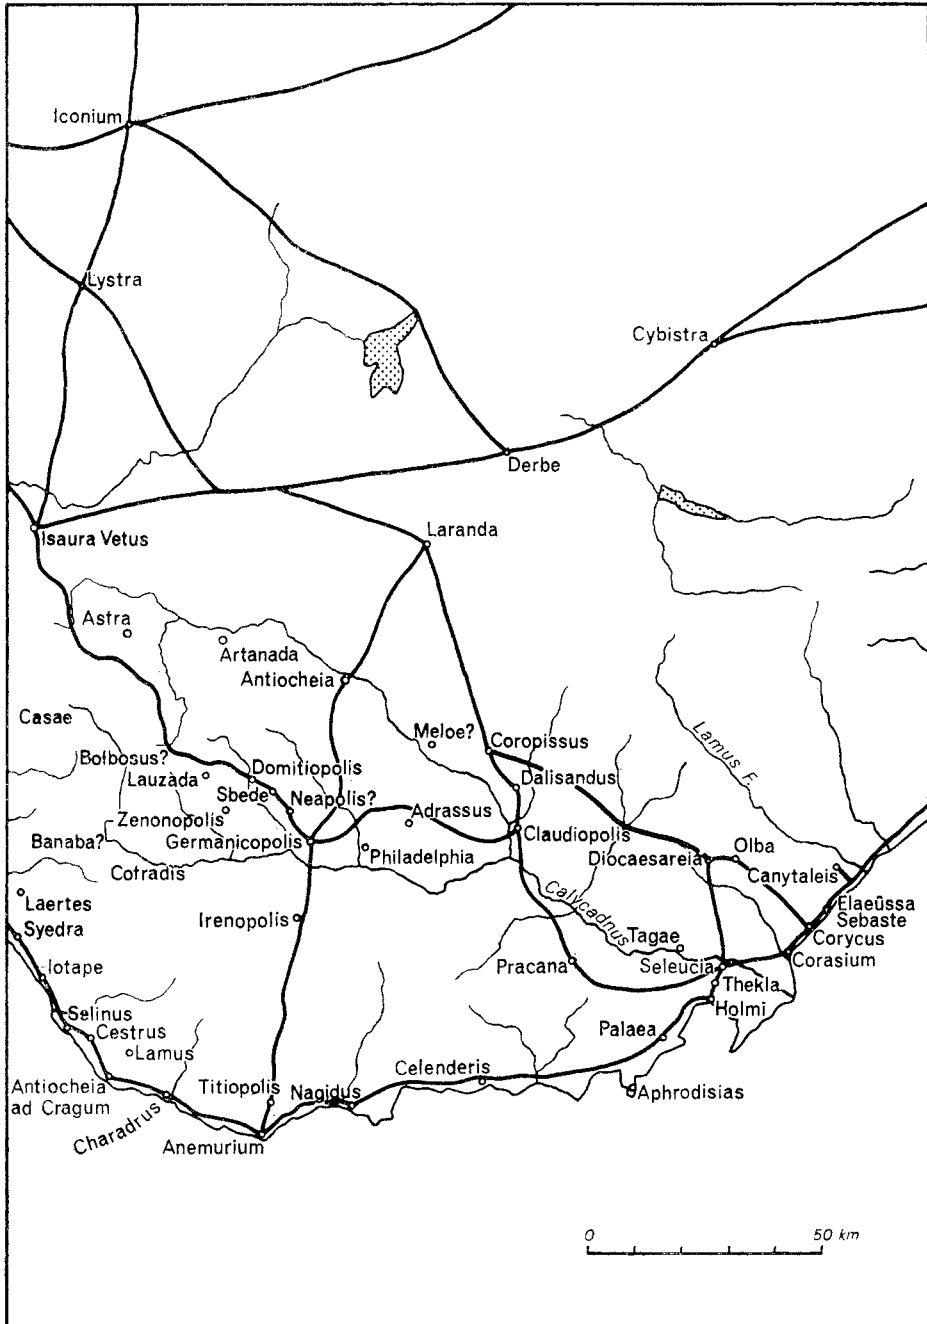 Iconium
Lystra
Cybistra
Derbe
Isaura Vetus
Laranda
Astra
Artanada
Antiocheia
Casae
Meloe?
Coropissus
Lamus F.
Bolbosus?
Lauzàda
Domitiopolis
Dalisandus
Sbede
Neapolis?
Zenonopolis
Adrassus
Claudiopolis
Banaba?
Germanicopolis
Philadelphia
Diocaesareia
Olba
Cotradis
Canytaleis
Laertes
Calycadnus
Elaeüssa
Sebaste
Syedra
Irenopolis
Tagae
Corycus
Iotape
Pracana
Seleucia
Corasium
Thekla
Selinus
Holmi
Cestrus
Palaea
Lamus
Celenderis
Antiocheia
ad Cragum
Titiopolis
Nagidus
Aphrodisias
Charadrus
Anemurium
0 50 km